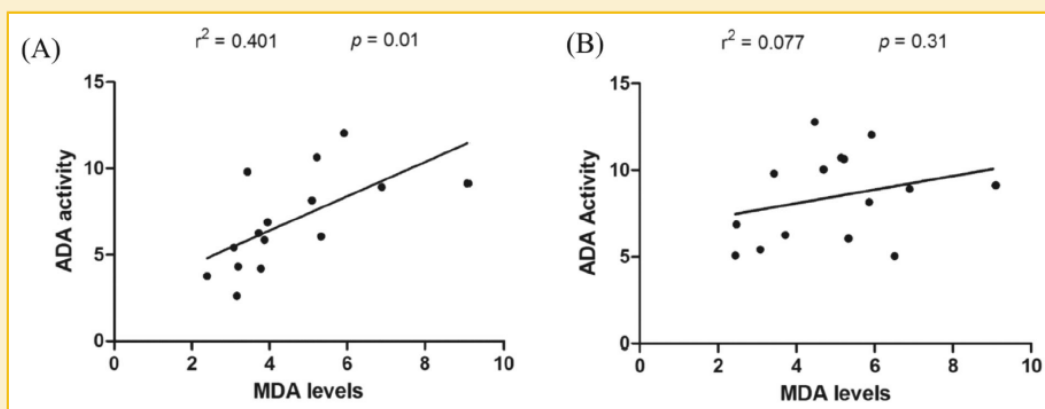 (A) r² = 0.401 p = 0.01
15
10
5
0
ADA activity
0 2 4 6 8 10
MDA levels
(B) r² = 0.077 p = 0.31
15
10
5
0
ADA Activity
0 2 4 6 8 10
MDA levels